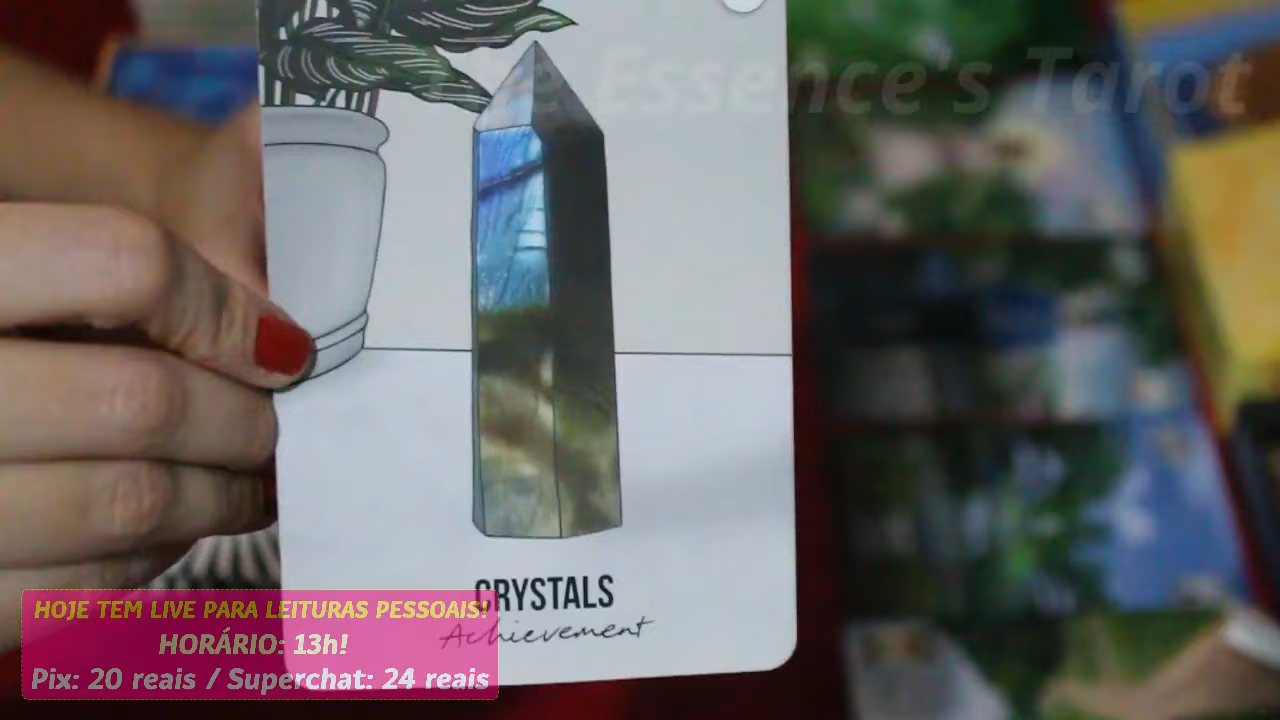 Essence's Tarot
CRYSTALS
Achievement
HOJE TEM LIVE PARA LEITURAS PESSOAIS!
HORÁRIO: 13h!
Pix: 20 reais / Superchat: 24 reais